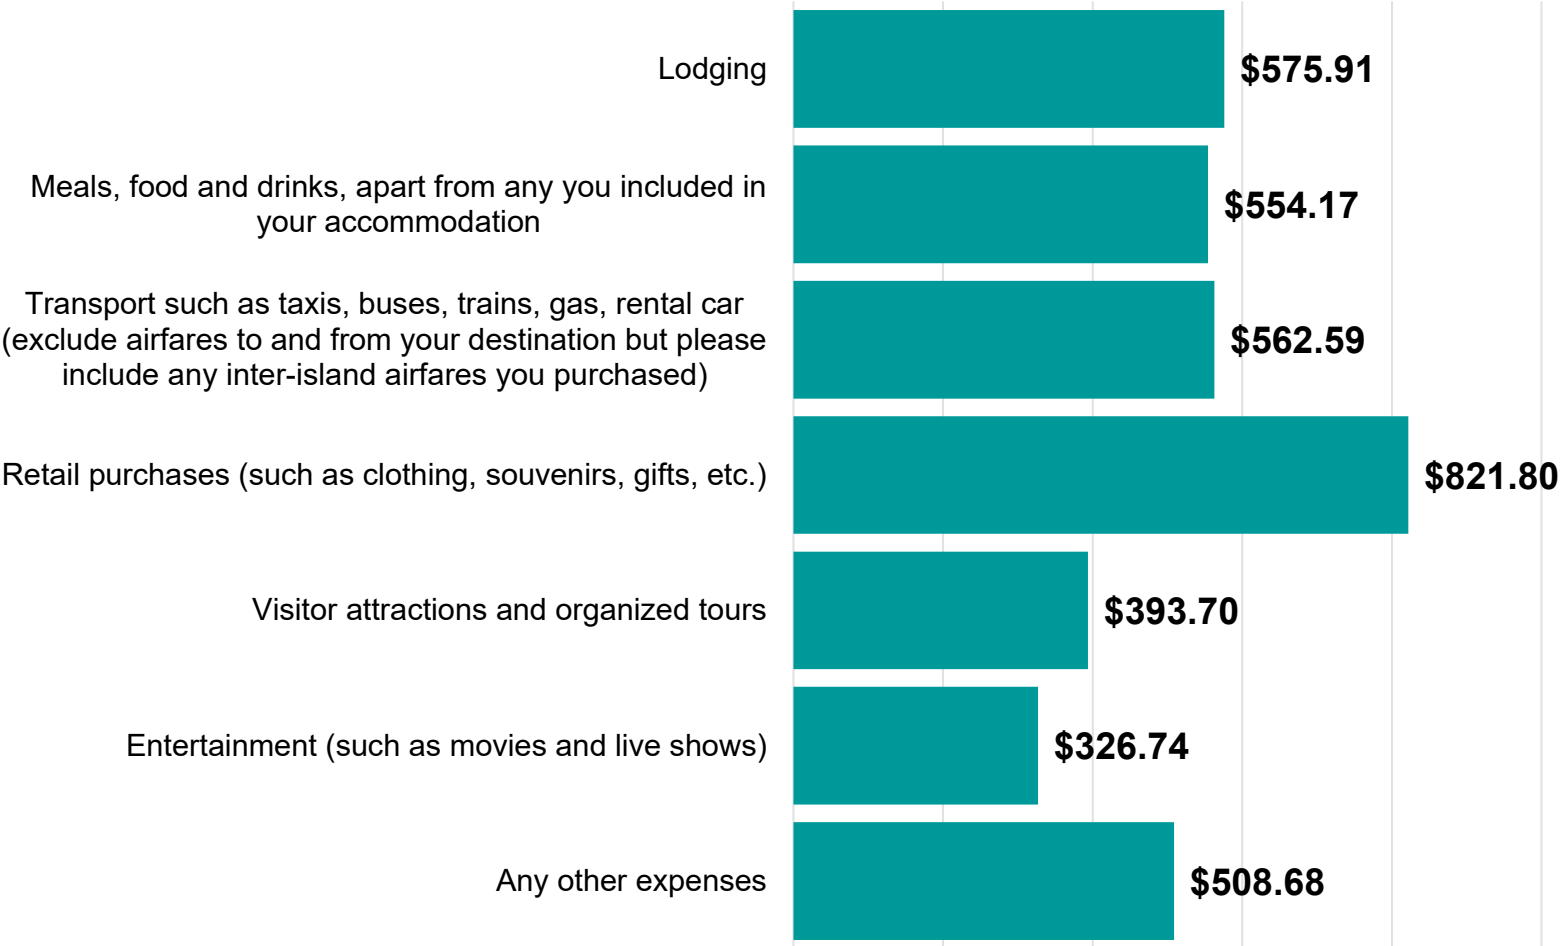 Lodging
$575.91
Meals, food and drinks, apart from any you included in
your accommodation
$554.17
Transport such as taxis, buses, trains, gas, rental car
(exclude airfares to and from your destination but please
include any inter-island airfares you purchased)
$562.59
Retail purchases (such as clothing, souvenirs, gifts, etc.)
$821.80
Visitor attractions and organized tours
$393.70
Entertainment (such as movies and live shows)
$326.74
Any other expenses
$508.68